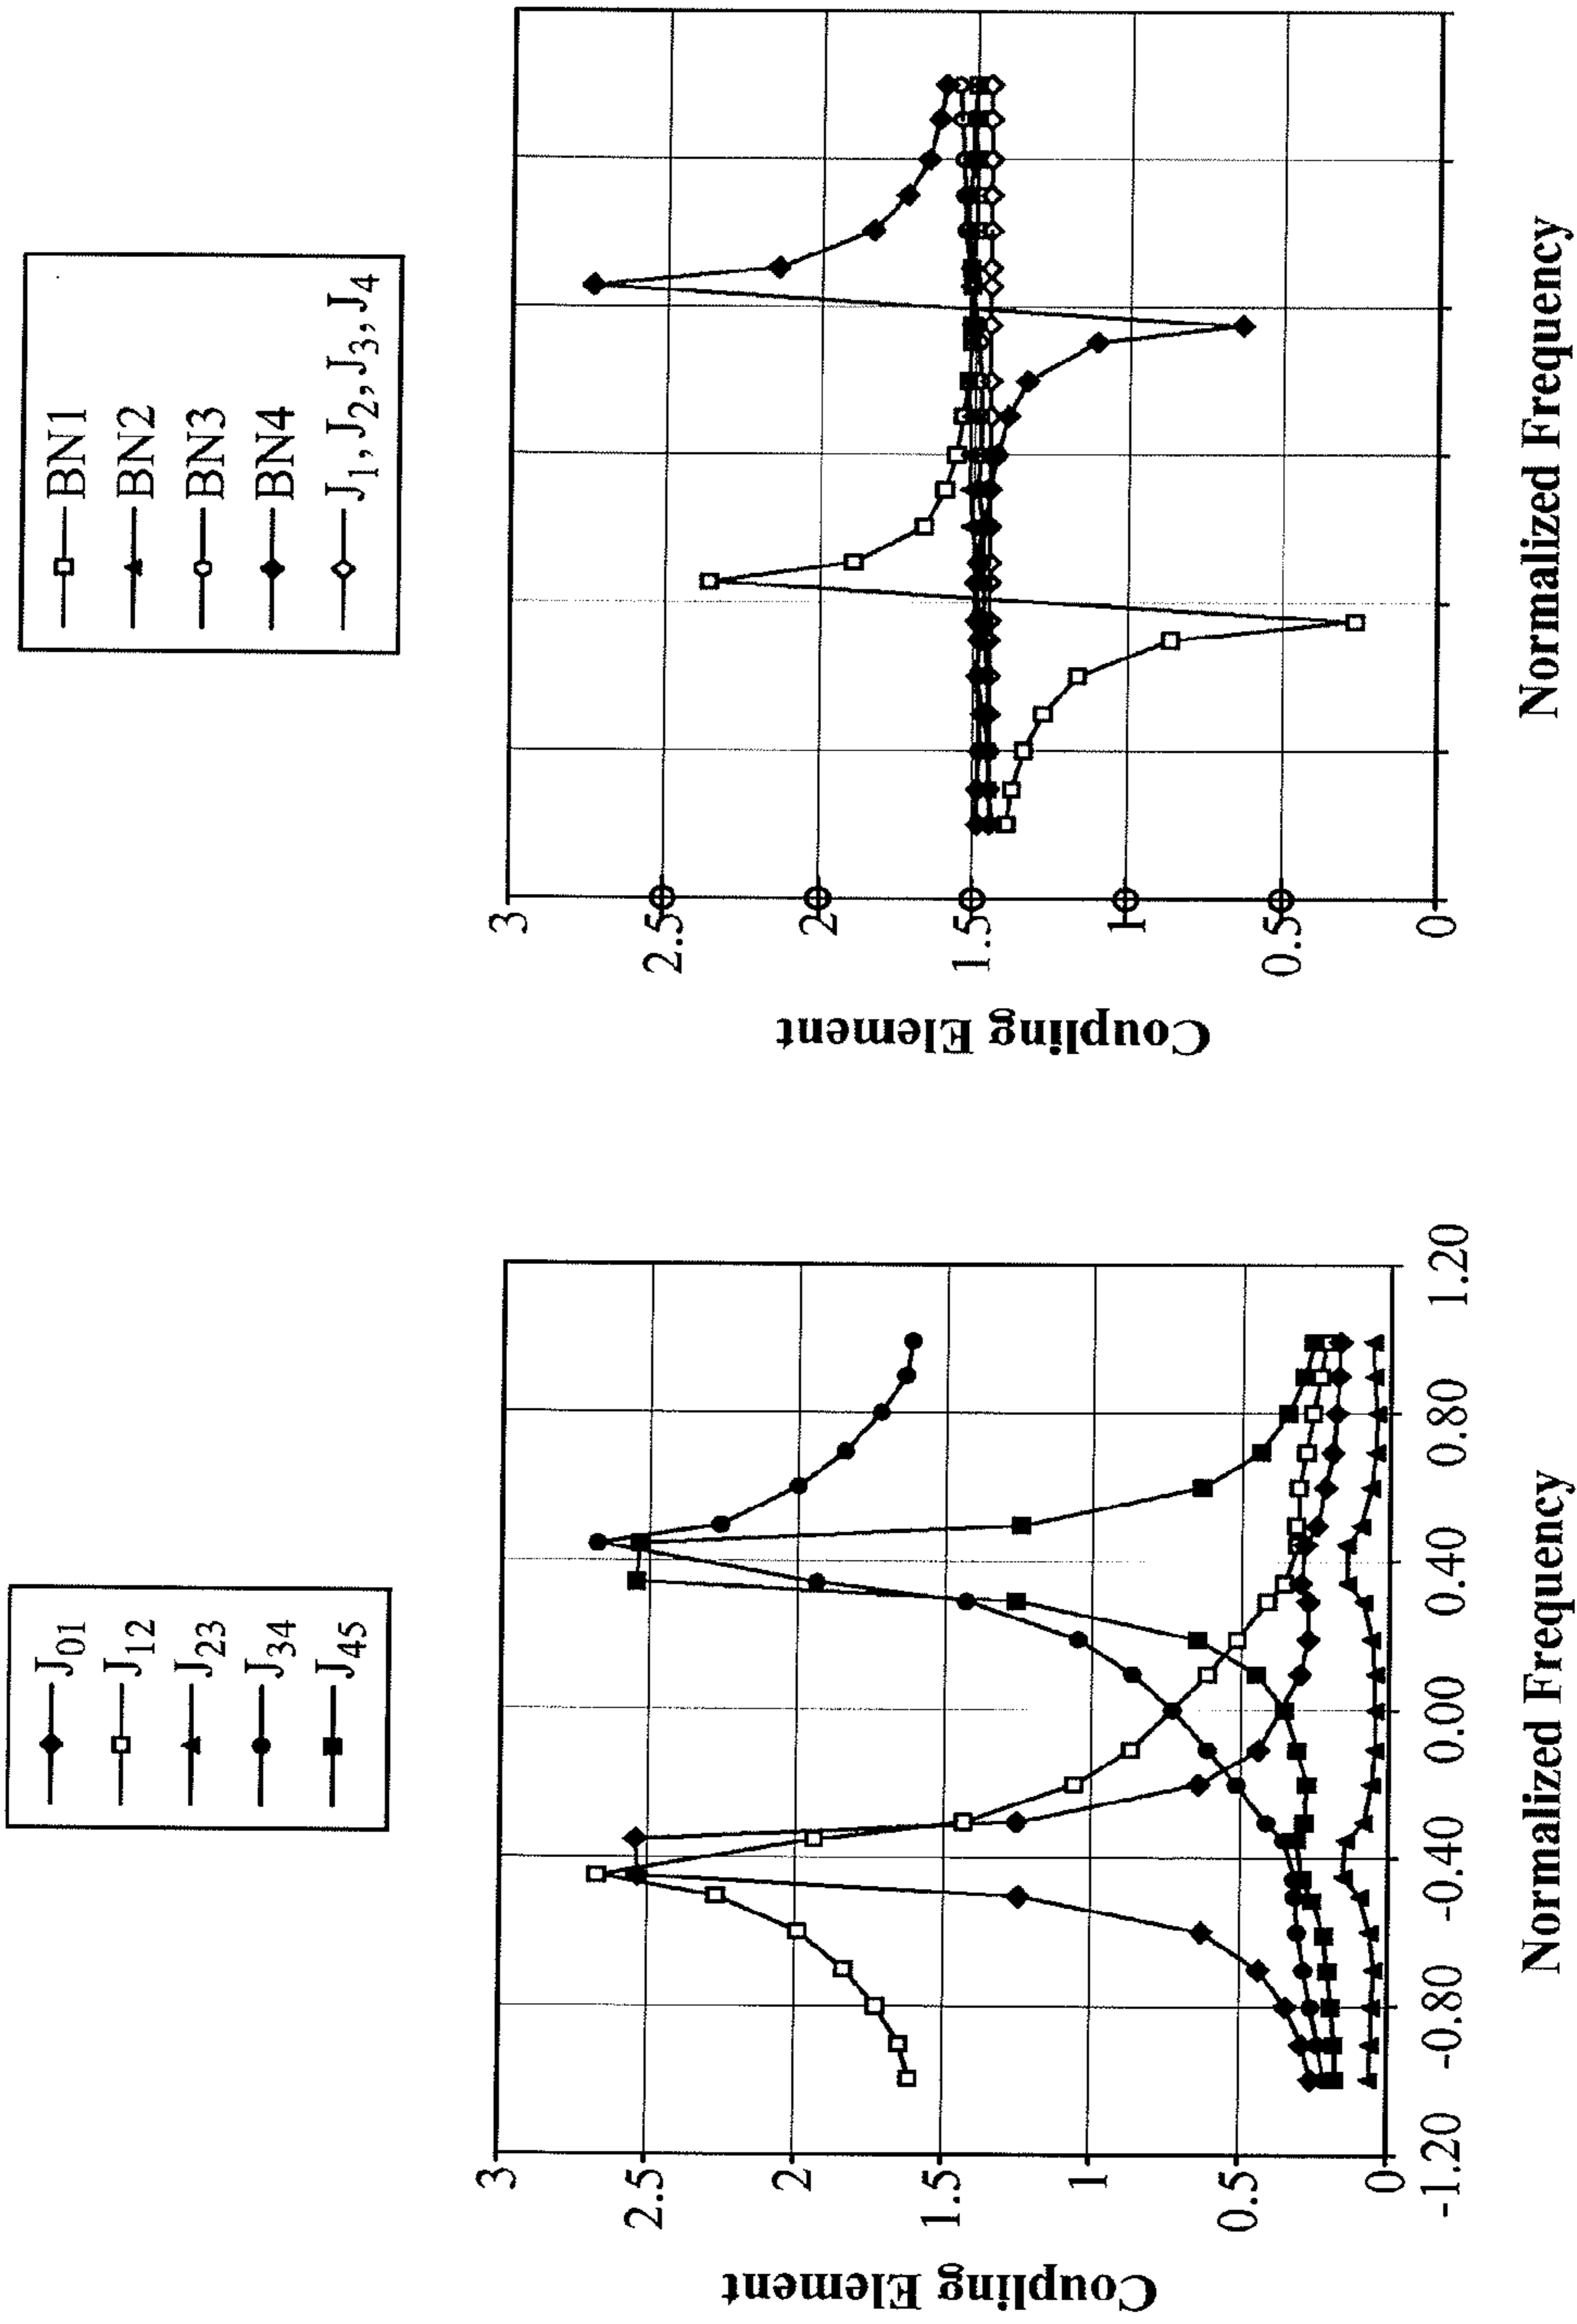 J01
J12
J23
J34
J45
Coupling Element
3
2.5
2
1.5
1
0.5
0
-1.20
-0.80
-0.40
0.00
0.40
0.80
1.20
Normalized Frequency
BN1
BN2
BN3
BN4
J1, J2, J3, J4
Coupling Element
3
2.5
2
1.5
1
0.5
0
Normalized Frequency